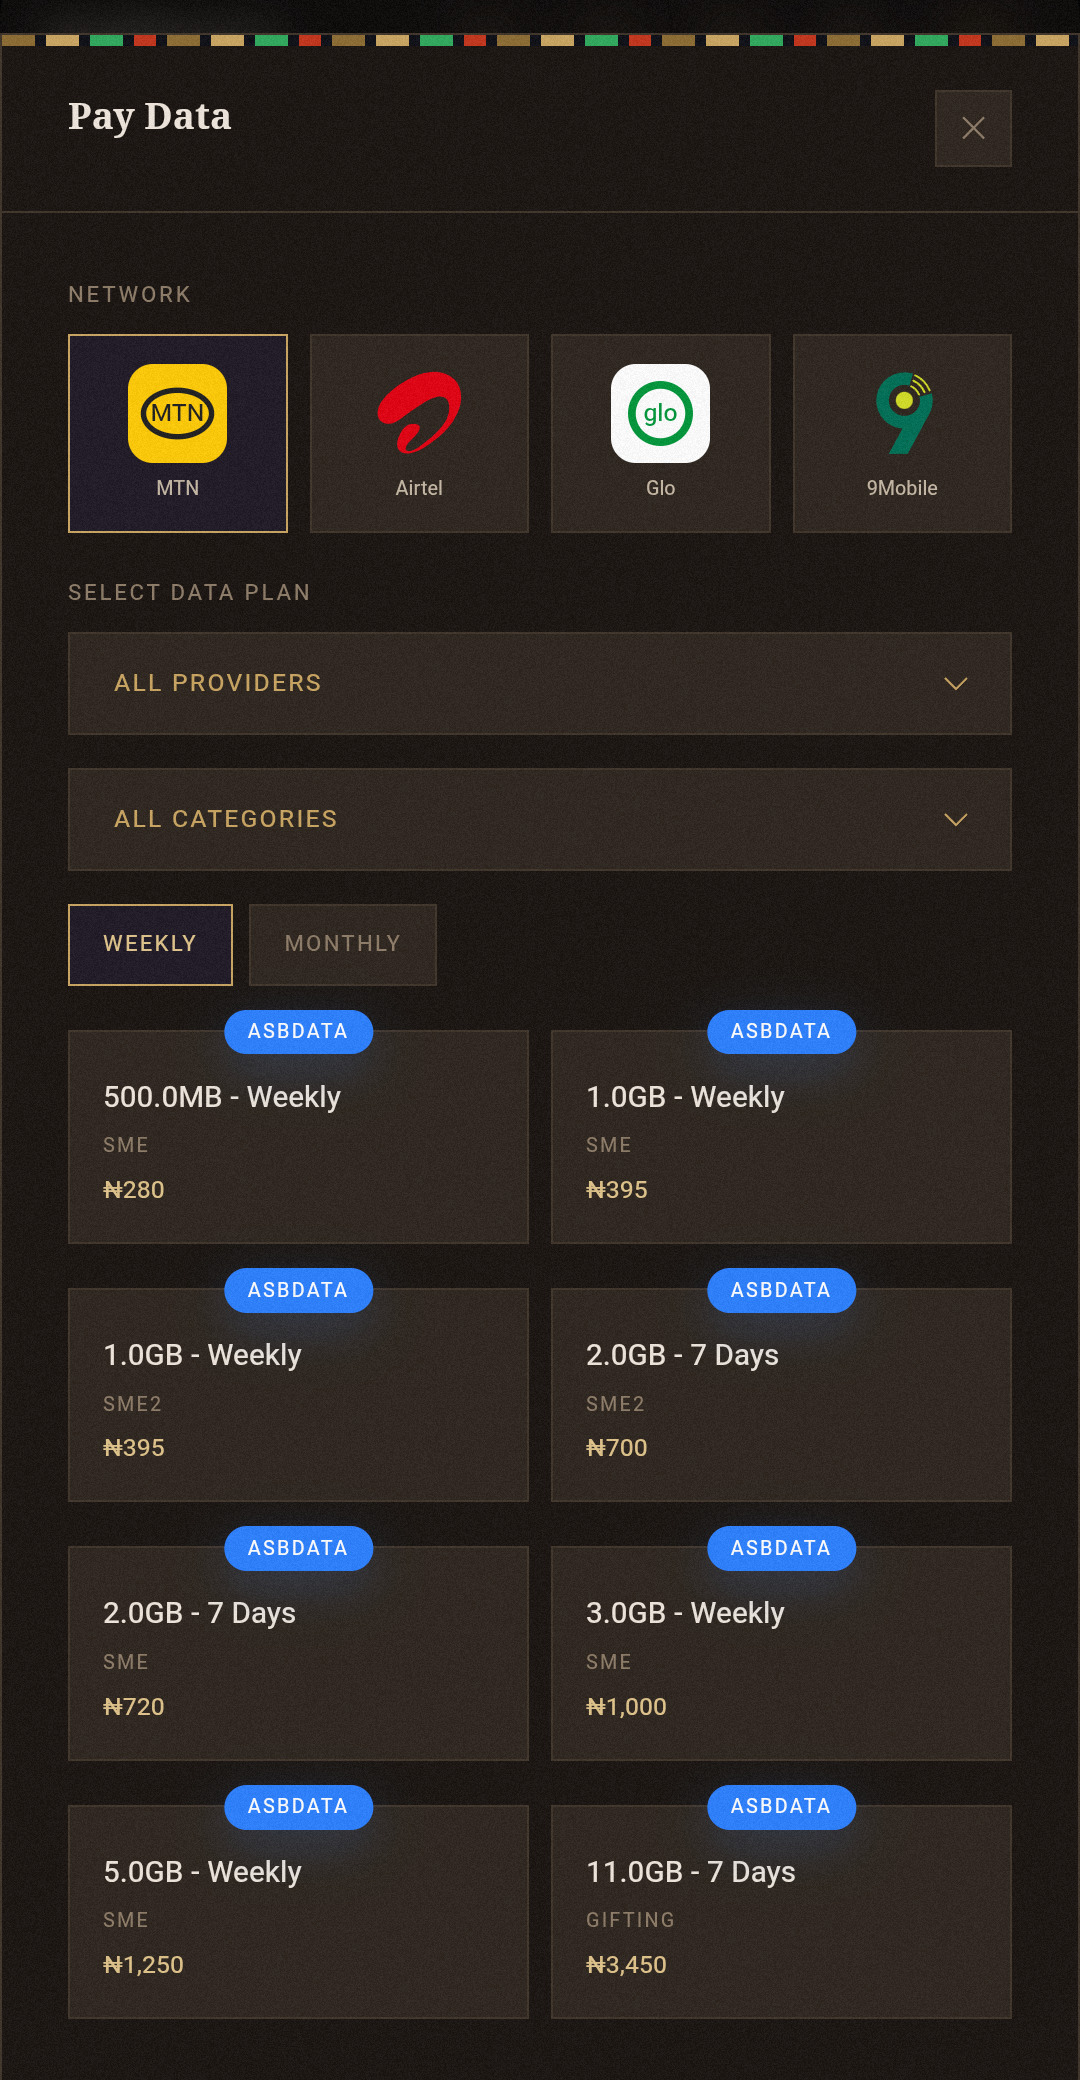 Pay Data
NETWORK
MTN
glo
MTN
Airtel
Glo
9Mobile
SELECT DATA PLAN
ALL PROVIDERS
ALL CATEGORIES
WEEKLY
MONTHLY
ASBDATA
500.0MB - Weekly
SME
₦280
ASBDATA
1.0GB - Weekly
SME
₦395
ASBDATA
1.0GB - Weekly
SME2
₦395
ASBDATA
2.0GB - 7 Days
SME2
₦700
ASBDATA
2.0GB - 7 Days
SME
₦720
ASBDATA
3.0GB - Weekly
SME
₦1,000
ASBDATA
5.0GB - Weekly
SME
₦1,250
ASBDATA
11.0GB - 7 Days
GIFTING
₦3,450